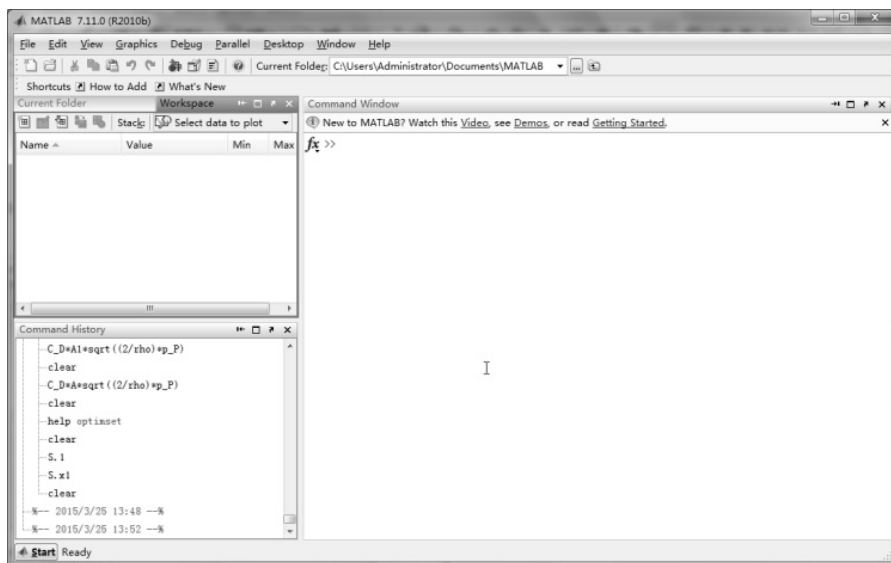 MATLAB 7.11.0 (R2010b)
File Edit View Graphics Debug Parallel Desktop Window Help
Current Folder: C:\Users\Administrator\Documents\MATLAB
Shortcuts How to Add What's New
Current Folder Workspace
Stack: Select data to plot
Name Value Min Max
Command History
C_D*A1*sqrt((2/rho)*p_P)
clear
C_D*A*sqrt((2/rho)*p_P)
clear
help optimset
clear
S.1
S.x1
clear
%-- 2015/3/25 13:48 --%
%-- 2015/3/25 13:52 --%
Command Window
New to MATLAB? Watch this Video, see Demos, or read Getting Started.
fx >>
Start Ready